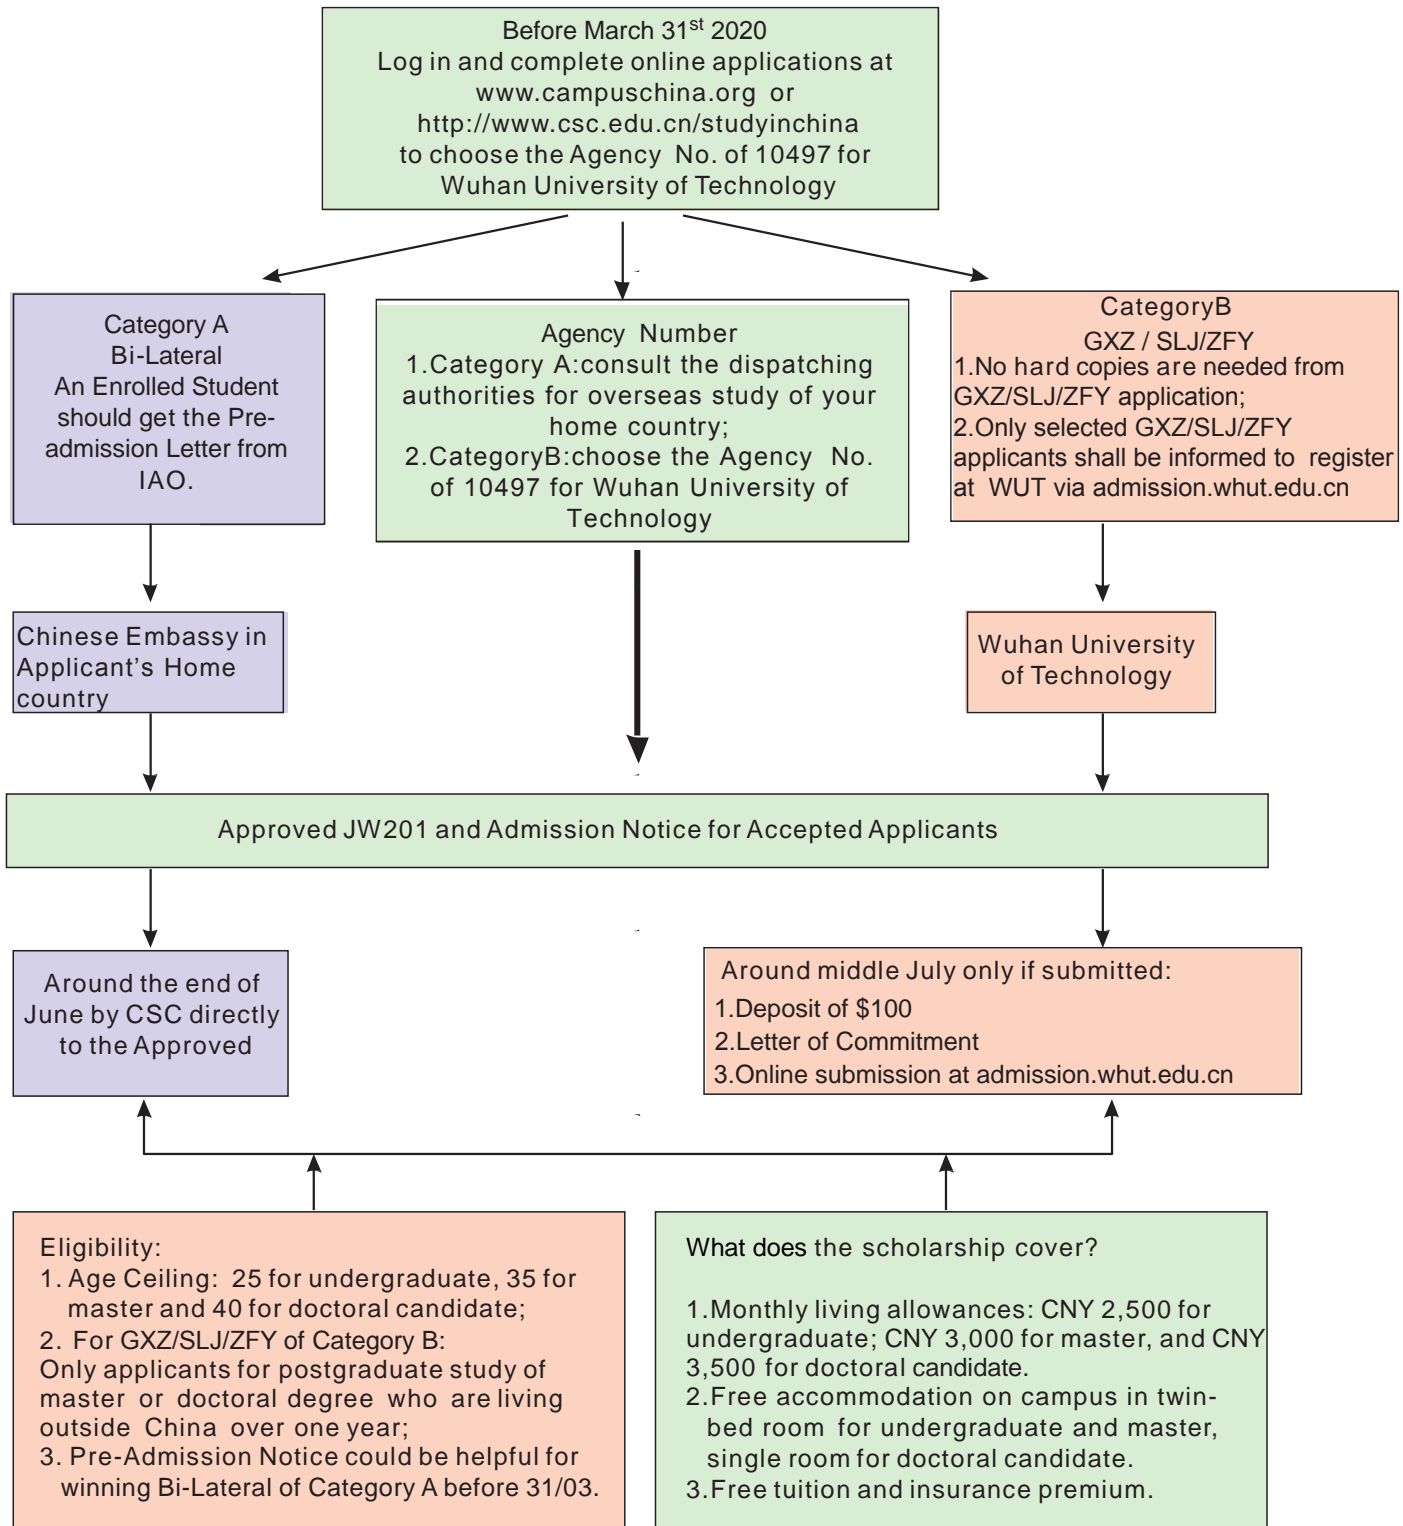 Before March 31st 2020
Log in and complete online applications at
www.campuschina.org or
http://www.csc.edu.cn/studyinchina
to choose the Agency No. of 10497 for
Wuhan University of Technology
Category A
Bi-Lateral
An Enrolled Student
should get the Pre-
admission Letter from
IAO.
Agency Number
1.Category A:consult the dispatching
authorities for overseas study of your
home country;
2.CategoryB:choose the Agency No.
of 10497 for Wuhan University of
Technology
CategoryB
GXZ / SLJ/ZFY
1.No hard copies are needed from
GXZ/SLJ/ZFY application;
2.Only selected GXZ/SLJ/ZFY
applicants shall be informed to register
at WUT via admission.whut.edu.cn
Chinese Embassy in
Applicant's Home
country
Wuhan University
of Technology
Approved JW201 and Admission Notice for Accepted Applicants
Around the end of
June by CSC directly
to the Approved
Around middle July only if submitted:
1.Deposit of $100
2.Letter of Commitment
3.Online submission at admission.whut.edu.cn
Eligibility:
1. Age Ceiling: 25 for undergraduate, 35 for
master and 40 for doctoral candidate;
2. For GXZ/SLJ/ZFY of Category B:
Only applicants for postgraduate study of
master or doctoral degree who are living
outside China over one year;
3. Pre-Admission Notice could be helpful for
winning Bi-Lateral of Category A before 31/03.
What does the scholarship cover?
1.Monthly living allowances: CNY 2,500 for
undergraduate; CNY 3,000 for master, and CNY
3,500 for doctoral candidate.
2.Free accommodation on campus in twin-
bed room for undergraduate and master,
single room for doctoral candidate.
3.Free tuition and insurance premium.